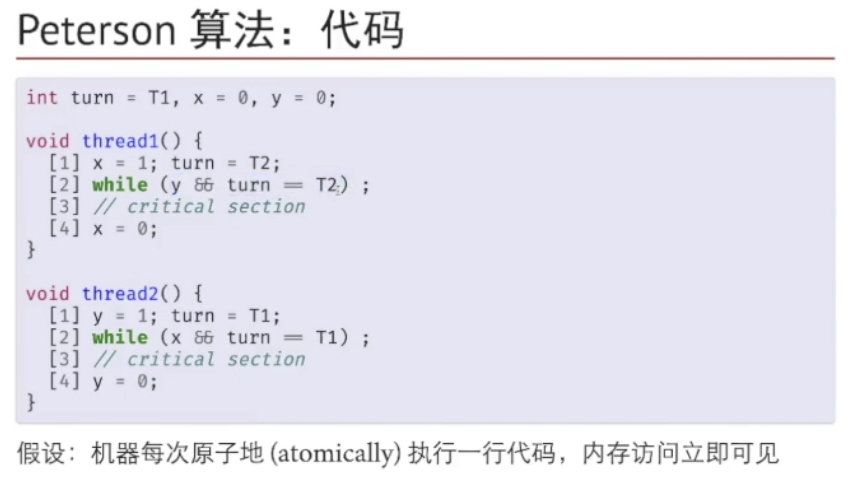 Peterson 算法：代码
int turn = T1, x = 0, y = 0;
void thread1() {
[1] x = 1; turn = T2;
[2] while (y && turn == T2) ;
[3] // critical section
[4] x = 0;
}
void thread2() {
[1] y = 1; turn = T1;
[2] while (x && turn == T1) ;
[3] // critical section
[4] y = 0;
}
假设：机器每次原子地 (atomically) 执行一行代码，内存访问立即可见